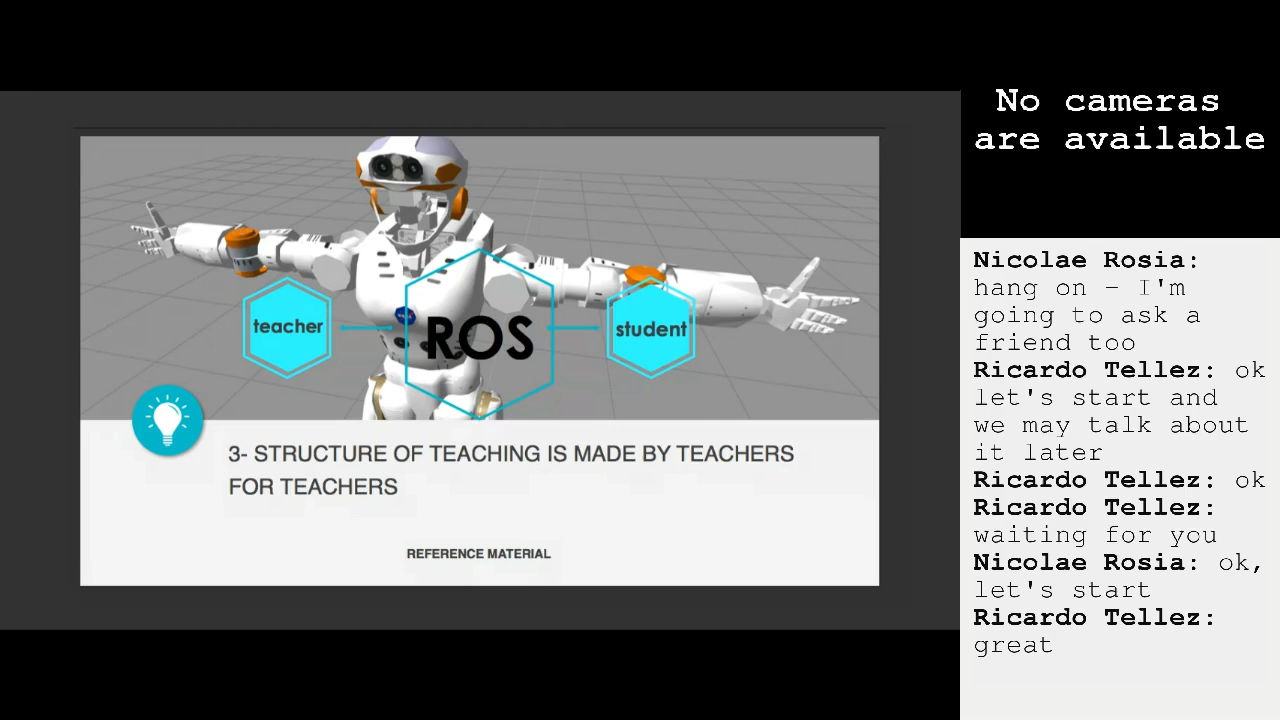 No cameras
are available
teacher
ROS
student
3- STRUCTURE OF TEACHING IS MADE BY TEACHERS
FOR TEACHERS
REFERENCE MATERIAL
Nicolae Rosia:
hang on - I'm
going to ask a
friend too
Ricardo Tellez: ok
let's start and
we may talk about
it later
Ricardo Tellez: ok
Ricardo Tellez:
waiting for you
Nicolae Rosia: ok,
let's start
Ricardo Tellez:
great